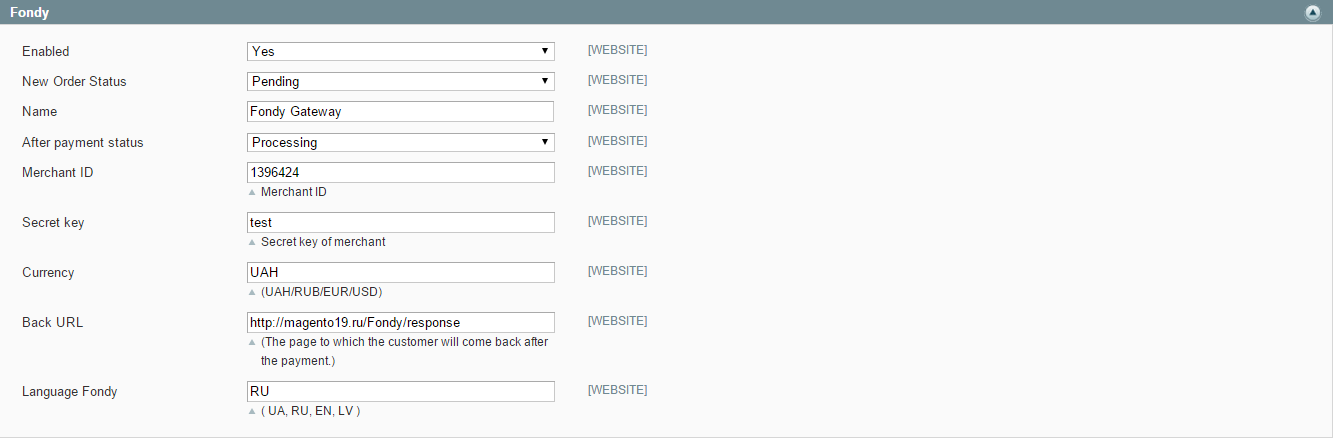 Fondy
Enabled Yes [WEBSITE]
New Order Status Pending [WEBSITE]
Name Fondy Gateway [WEBSITE]
After payment status Processing [WEBSITE]
Merchant ID 1396424 [WEBSITE]
Merchant ID
Secret key test [WEBSITE]
Secret key of merchant
Currency UAH [WEBSITE]
(UAH/RUB/EUR/USD)
Back URL http://magento19.ru/Fondy/response [WEBSITE]
(The page to which the customer will come back after
the payment.)
Language Fondy RU [WEBSITE]
( UA, RU, EN, LV )